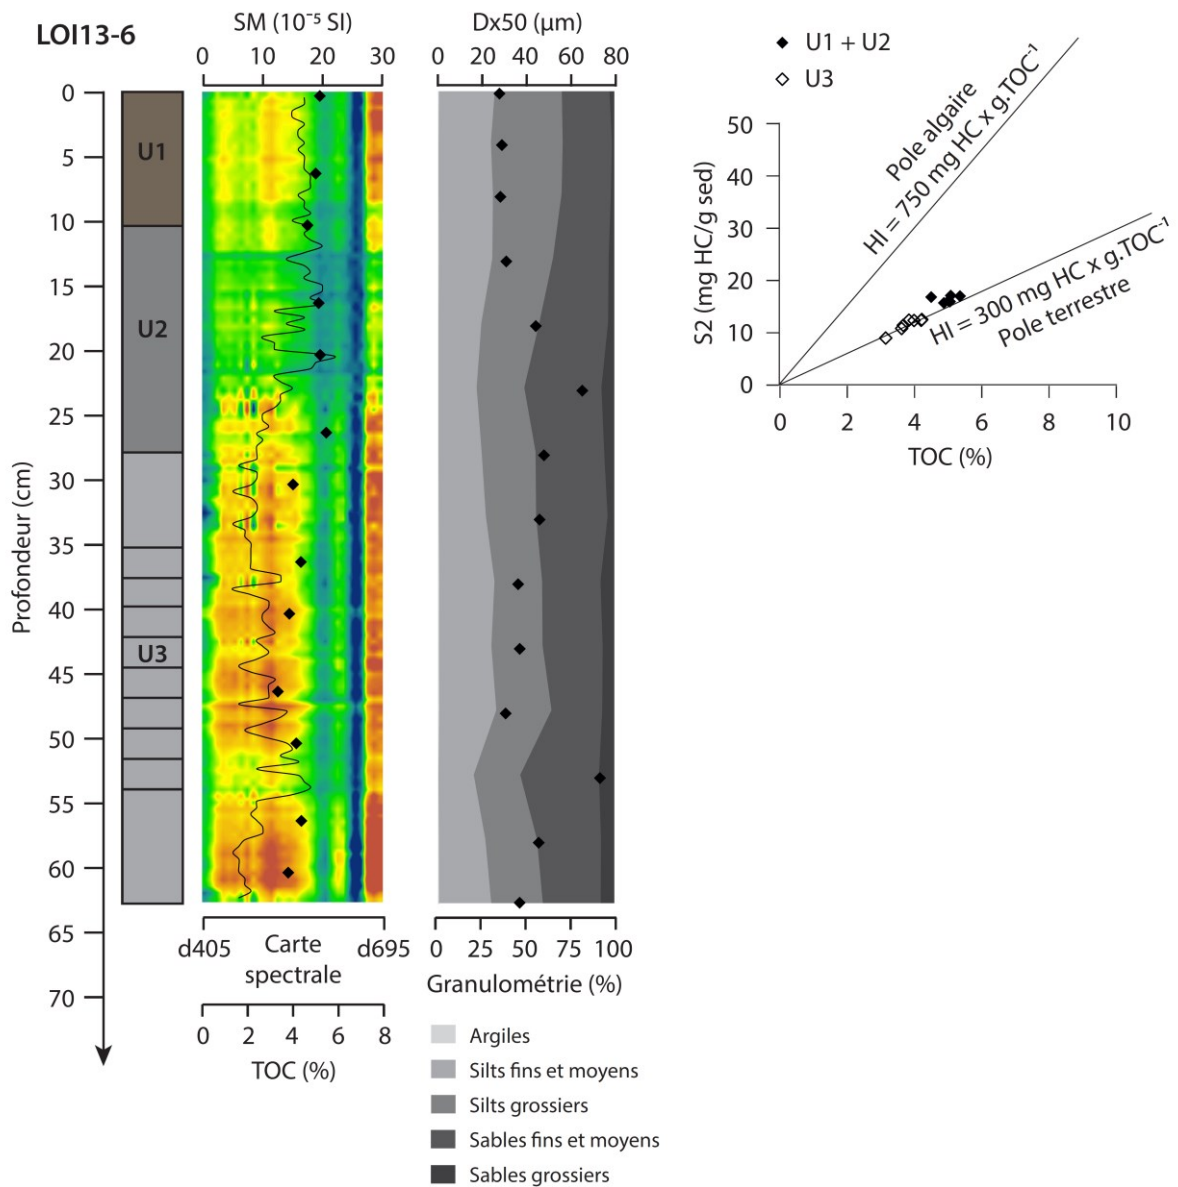 LOI13-6
SM (10⁻⁵ SI)
0 10 20 30
Dx50 (µm)
0 20 40 60 80
Profondeur (cm)
0
5
10
15
20
25
30
35
40
45
50
55
60
65
70
U1
U2
U3
d405 Carte spectrale d695
0 2 4 6 8
TOC (%)
0 25 50 75 100
Granulométrie (%)
Argiles
Silts fins et moyens
Silts grossiers
Sables fins et moyens
Sables grossiers
U1 + U2
U3
Pole algaire
HI = 750 mg HC x g.TOC⁻¹
HI = 300 mg HC x g.TOC⁻¹
Pole terrestre
S2 (mg HC/g sed)
50
40
30
20
10
0
0 2 4 6 8 10
TOC (%)